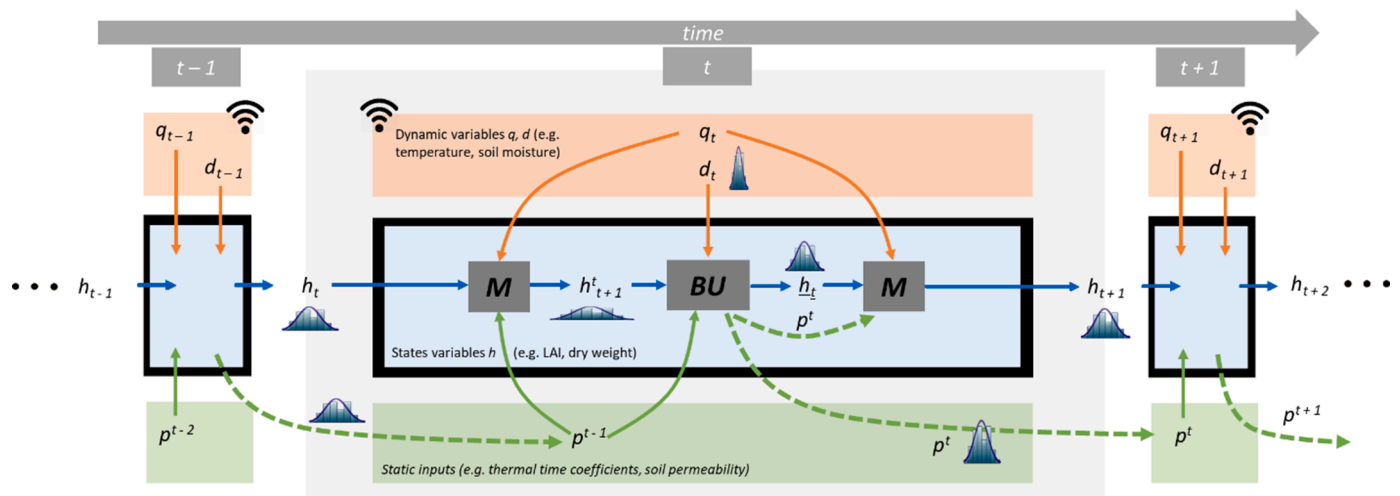 time
t – 1
t
t + 1
q t – 1
d t – 1
Dynamic variables q, d (e.g.
temperature, soil moisture)
q t
d t
q t + 1
d t + 1
• • • h t-1
h t
M
h t t + 1
BU
h t
M
h t+1
h t+2 • • •
p t
States variables h (e.g. LAI, dry weight)
p t - 2
p t - 1
p t
p t
p t+1
Static inputs (e.g. thermal time coefficients, soil permeability)